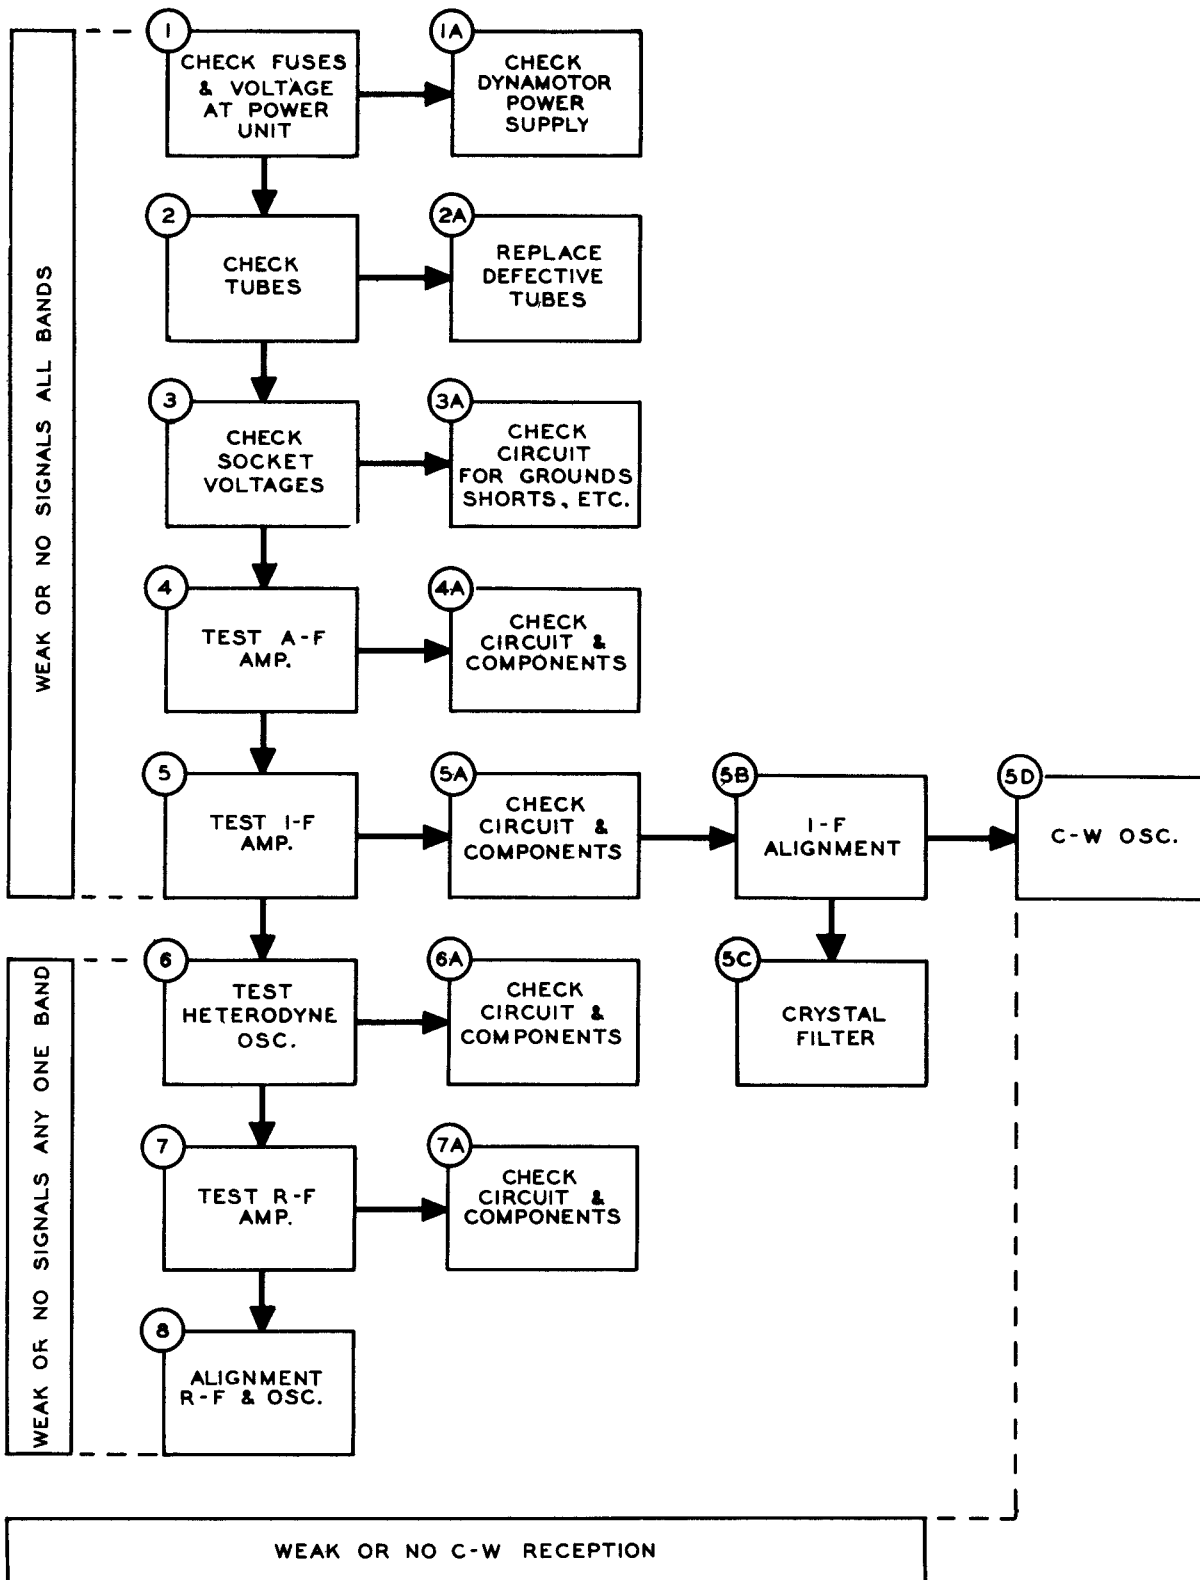 WEAK OR NO SIGNALS ALL BANDS
1
CHECK FUSES
& VOLTAGE
AT POWER
UNIT
1A
CHECK
DYNAMOTOR
POWER
SUPPLY
2
CHECK
TUBES
2A
REPLACE
DEFECTIVE
TUBES
3
CHECK
SOCKET
VOLTAGES
3A
CHECK
CIRCUIT
FOR GROUNDS
SHORTS, ETC.
4
TEST A-F
AMP.
4A
CHECK
CIRCUIT &
COMPONENTS
5
TEST I-F
AMP.
5A
CHECK
CIRCUIT &
COMPONENTS
5B
I-F
ALIGNMENT
5D
C-W OSC.
5C
CRYSTAL
FILTER
WEAK OR NO SIGNALS ANY ONE BAND
6
TEST
HETERODYNE
OSC.
6A
CHECK
CIRCUIT &
COMPONENTS
7
TEST R-F
AMP.
7A
CHECK
CIRCUIT &
COMPONENTS
8
ALIGNMENT
R-F & OSC.
WEAK OR NO C-W RECEPTION